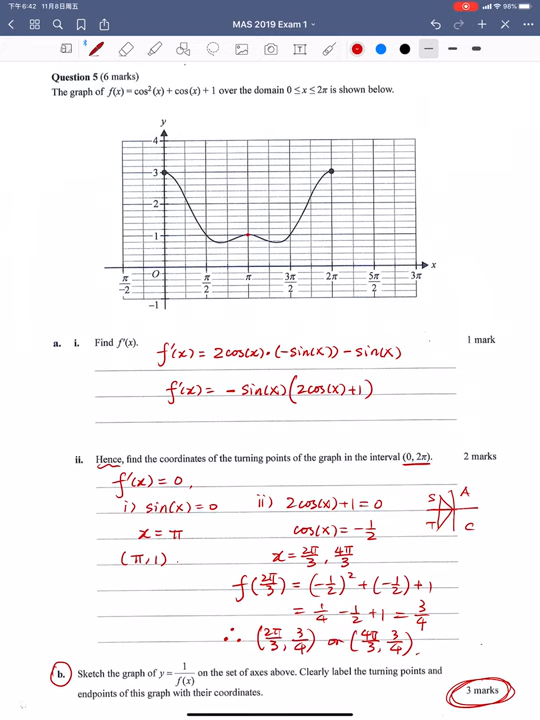 下午6:42 11月8日周五
98%
MAS 2019 Exam 1
Question 5 (6 marks)
The graph of f(x) = cos²(x) + cos(x) + 1 over the domain 0 ≤ x ≤ 2π is shown below.
y
4
3
2
1
O
-1
π/-2 π/2 π 3π/2 2π 5π/2 3π x
a. i. Find f′(x). 1 mark
f′(x) = 2cos(x)·(-sin(x)) - sin(x)
f′(x) = - sin(x)(2cos(x)+1)
ii. Hence, find the coordinates of the turning points of the graph in the interval (0, 2π). 2 marks
f′(x) = 0,
i) sin(x) = 0 ii) 2cos(x)+1 = 0
S A
T C
x = π cos(x) = -1/2
(π, 1) x = 2π/3, 4π/3
f(2π/3) = (-1/2)² + (-1/2) + 1
= 1/4 - 1/2 + 1 = 3/4
∴ (2π/3, 3/4) or (4π/3, 3/4)
b. Sketch the graph of y = 1/f(x) on the set of axes above. Clearly label the turning points and
endpoints of this graph with their coordinates. 3 marks